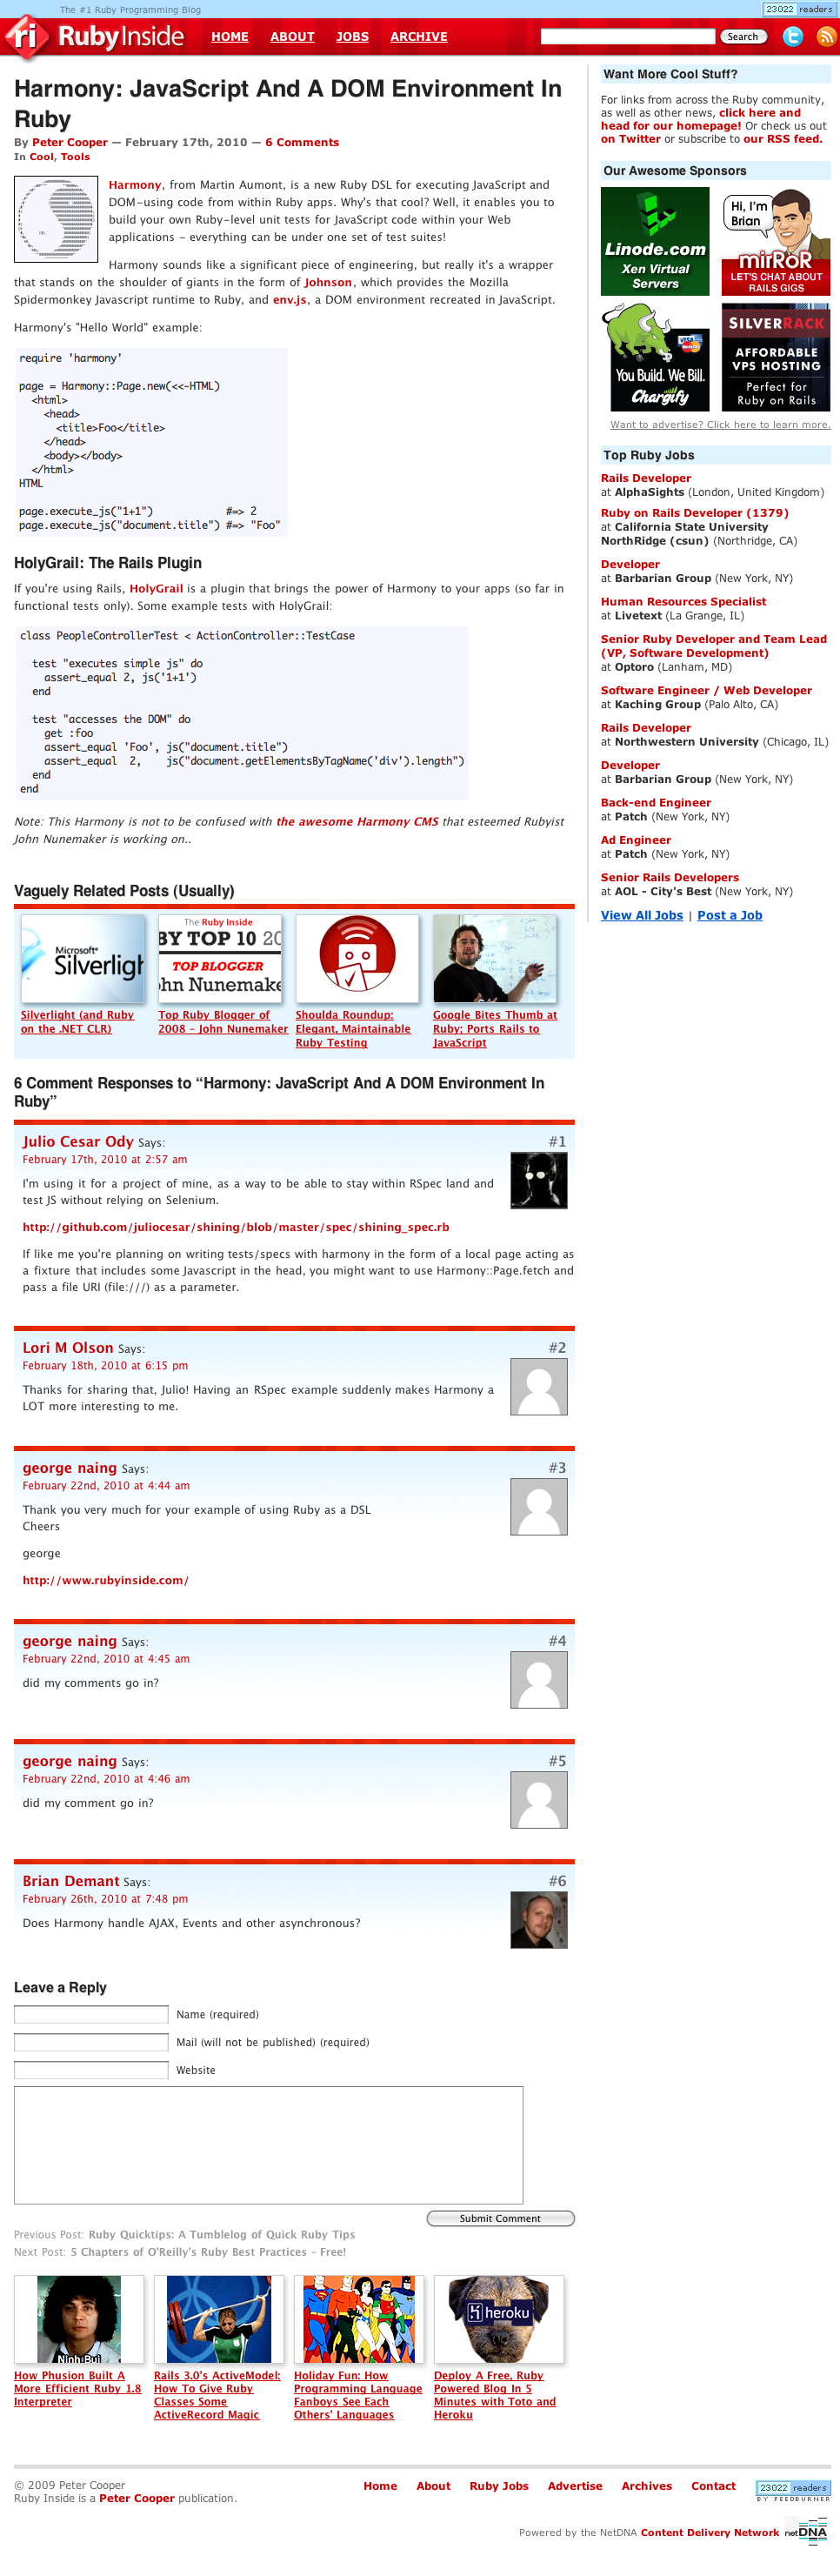 The #1 Ruby Programming Blog
23022 readers
ri RubyInside HOME ABOUT JOBS ARCHIVE Search
Harmony: JavaScript And A DOM Environment In
Ruby
By Peter Cooper — February 17th, 2010 — 6 Comments
In Cool, Tools
Harmony, from Martin Aumont, is a new Ruby DSL for executing JavaScript and
DOM-using code from within Ruby apps. Why's that cool? Well, it enables you to
build your own Ruby-level unit tests for JavaScript code within your Web
applications - everything can be under one set of test suites!
Harmony sounds like a significant piece of engineering, but really it's a wrapper
that stands on the shoulder of giants in the form of Johnson, which provides the Mozilla
Spidermonkey Javascript runtime to Ruby, and env.js, a DOM environment recreated in JavaScript.
Harmony's "Hello World" example:
require 'harmony'
page = Harmony::Page.new(<<-HTML)
<html>
<head>
<title>Foo</title>
</head>
<body></body>
</html>
HTML
page.execute_js("1+1") #=> 2
page.execute_js("document.title") #=> "Foo"
HolyGrail: The Rails Plugin
If you're using Rails, HolyGrail is a plugin that brings the power of Harmony to your apps (so far in
functional tests only). Some example tests with HolyGrail:
class PeopleControllerTest < ActionController::TestCase
test "executes simple js" do
assert_equal 2, js('1+1')
end
test "accesses the DOM" do
get :foo
assert_equal 'Foo', js("document.title")
assert_equal 2, js("document.getElementsByTagName('div').length")
end
end
Note: This Harmony is not to be confused with the awesome Harmony CMS that esteemed Rubyist
John Nunemaker is working on..
Vaguely Related Posts (Usually)
Microsoft® Silverligh
The Ruby Inside
BY TOP 10 20
TOP BLOGGER
ohn Nunemake
Silverlight (and Ruby
on the .NET CLR)
Top Ruby Blogger of
2008 – John Nunemaker
Shoulda Roundup:
Elegant, Maintainable
Ruby Testing
Google Bites Thumb at
Ruby; Ports Rails to
JavaScript
6 Comment Responses to “Harmony: JavaScript And A DOM Environment In
Ruby”
Julio Cesar Ody Says: #1
February 17th, 2010 at 2:57 am
I'm using it for a project of mine, as a way to be able to stay within RSpec land and
test JS without relying on Selenium.
http://github.com/juliocesar/shining/blob/master/spec/shining_spec.rb
If like me you're planning on writing tests/specs with harmony in the form of a local page acting as
a fixture that includes some Javascript in the head, you might want to use Harmony::Page.fetch and
pass a file URI (file:///) as a parameter.
Lori M Olson Says: #2
February 18th, 2010 at 6:15 pm
Thanks for sharing that, Julio! Having an RSpec example suddenly makes Harmony a
LOT more interesting to me.
george naing Says: #3
February 22nd, 2010 at 4:44 am
Thank you very much for your example of using Ruby as a DSL
Cheers
george
http://www.rubyinside.com/
george naing Says: #4
February 22nd, 2010 at 4:45 am
did my comments go in?
george naing Says: #5
February 22nd, 2010 at 4:46 am
did my comment go in?
Brian Demant Says: #6
February 26th, 2010 at 7:48 pm
Does Harmony handle AJAX, Events and other asynchronous?
Leave a Reply
Name (required)
Mail (will not be published) (required)
Website
Submit Comment
Previous Post: Ruby Quicktips: A Tumblelog of Quick Ruby Tips
Next Post: 5 Chapters of O'Reilly's Ruby Best Practices – Free!
Ninh Bui
heroku
How Phusion Built A
More Efficient Ruby 1.8
Interpreter
Rails 3.0's ActiveModel:
How To Give Ruby
Classes Some
ActiveRecord Magic
Holiday Fun: How
Programming Language
Fanboys See Each
Others' Languages
Deploy A Free, Ruby
Powered Blog In 5
Minutes with Toto and
Heroku
Want More Cool Stuff?
For links from across the Ruby community,
as well as other news, click here and
head for our homepage! Or check us out
on Twitter or subscribe to our RSS feed.
Our Awesome Sponsors
Linode.com
Xen Virtual
Servers
Hi, I'm
Brian
mirRoR
LET'S CHAT ABOUT
RAILS GIGS
VISA
You Build. We Bill.
Chargify
SILVERRACK
AFFORDABLE
VPS HOSTING
Perfect for
Ruby on Rails
Want to advertise? Click here to learn more.
Top Ruby Jobs
Rails Developer
at AlphaSights (London, United Kingdom)
Ruby on Rails Developer (1379)
at California State University
NorthRidge (csun) (Northridge, CA)
Developer
at Barbarian Group (New York, NY)
Human Resources Specialist
at Livetext (La Grange, IL)
Senior Ruby Developer and Team Lead
(VP, Software Development)
at Optoro (Lanham, MD)
Software Engineer / Web Developer
at Kaching Group (Palo Alto, CA)
Rails Developer
at Northwestern University (Chicago, IL)
Developer
at Barbarian Group (New York, NY)
Back-end Engineer
at Patch (New York, NY)
Ad Engineer
at Patch (New York, NY)
Senior Rails Developers
at AOL - City's Best (New York, NY)
View All Jobs | Post a Job
© 2009 Peter Cooper
Ruby Inside is a Peter Cooper publication.
Home About Ruby Jobs Advertise Archives Contact
23022 readers
BY FEEDBURNER
Powered by the NetDNA Content Delivery Network netDNA